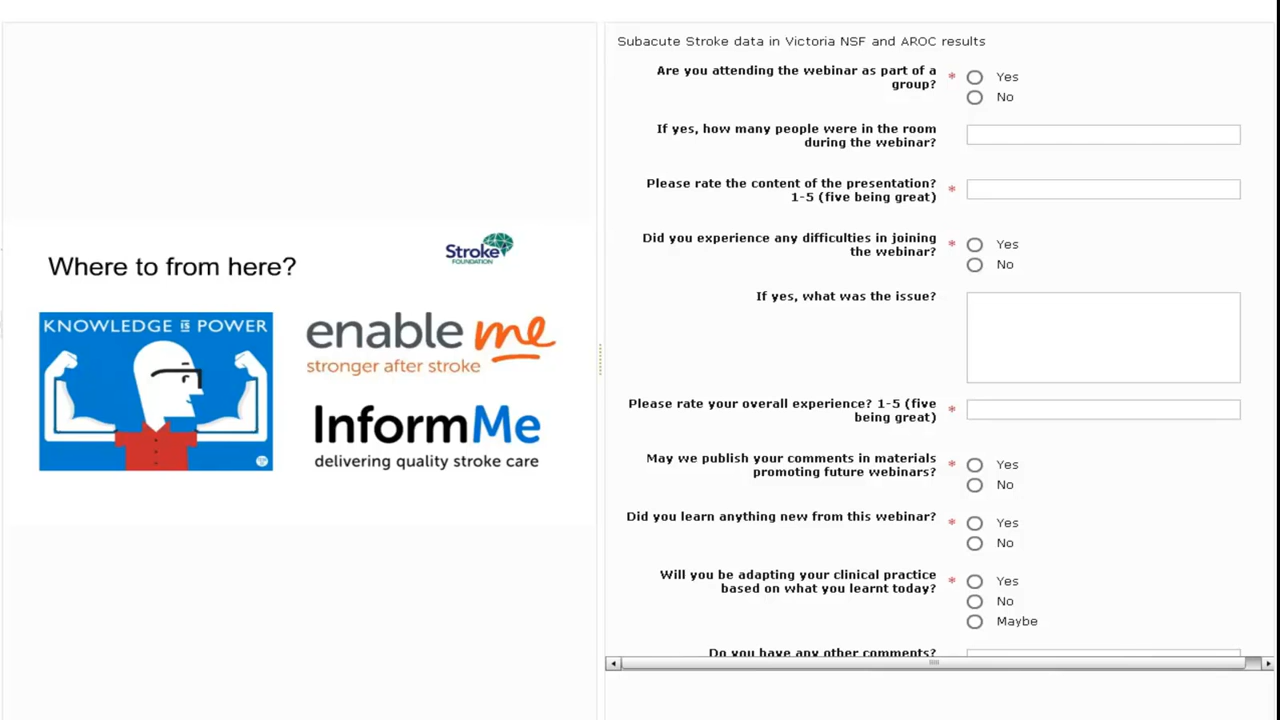 Where to from here?
Stroke
FOUNDATION
KNOWLEDGE IS POWER
enable me
stronger after stroke
InformMe
delivering quality stroke care
Subacute Stroke data in Victoria NSF and AROC results
Are you attending the webinar as part of a
group?
*
Yes
No
If yes, how many people were in the room
during the webinar?
Please rate the content of the presentation?
1-5 (five being great)
*
Did you experience any difficulties in joining
the webinar?
*
Yes
No
If yes, what was the issue?
Please rate your overall experience? 1-5 (five
being great)
*
May we publish your comments in materials
promoting future webinars?
*
Yes
No
Did you learn anything new from this webinar?
*
Yes
No
Will you be adapting your clinical practice
based on what you learnt today?
*
Yes
No
Maybe
Do you have any other comments?